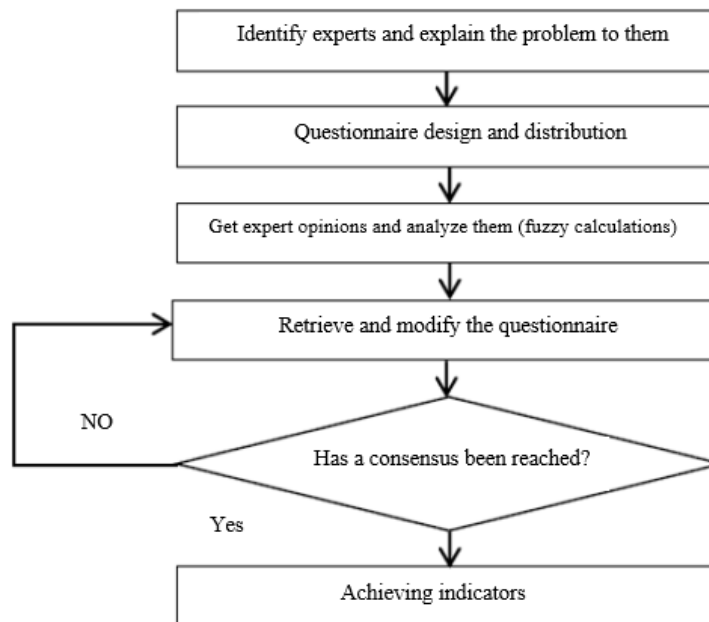 Identify experts and explain the problem to them
Questionnaire design and distribution
Get expert opinions and analyze them (fuzzy calculations)
Retrieve and modify the questionnaire
NO
Has a consensus been reached?
Yes
Achieving indicators